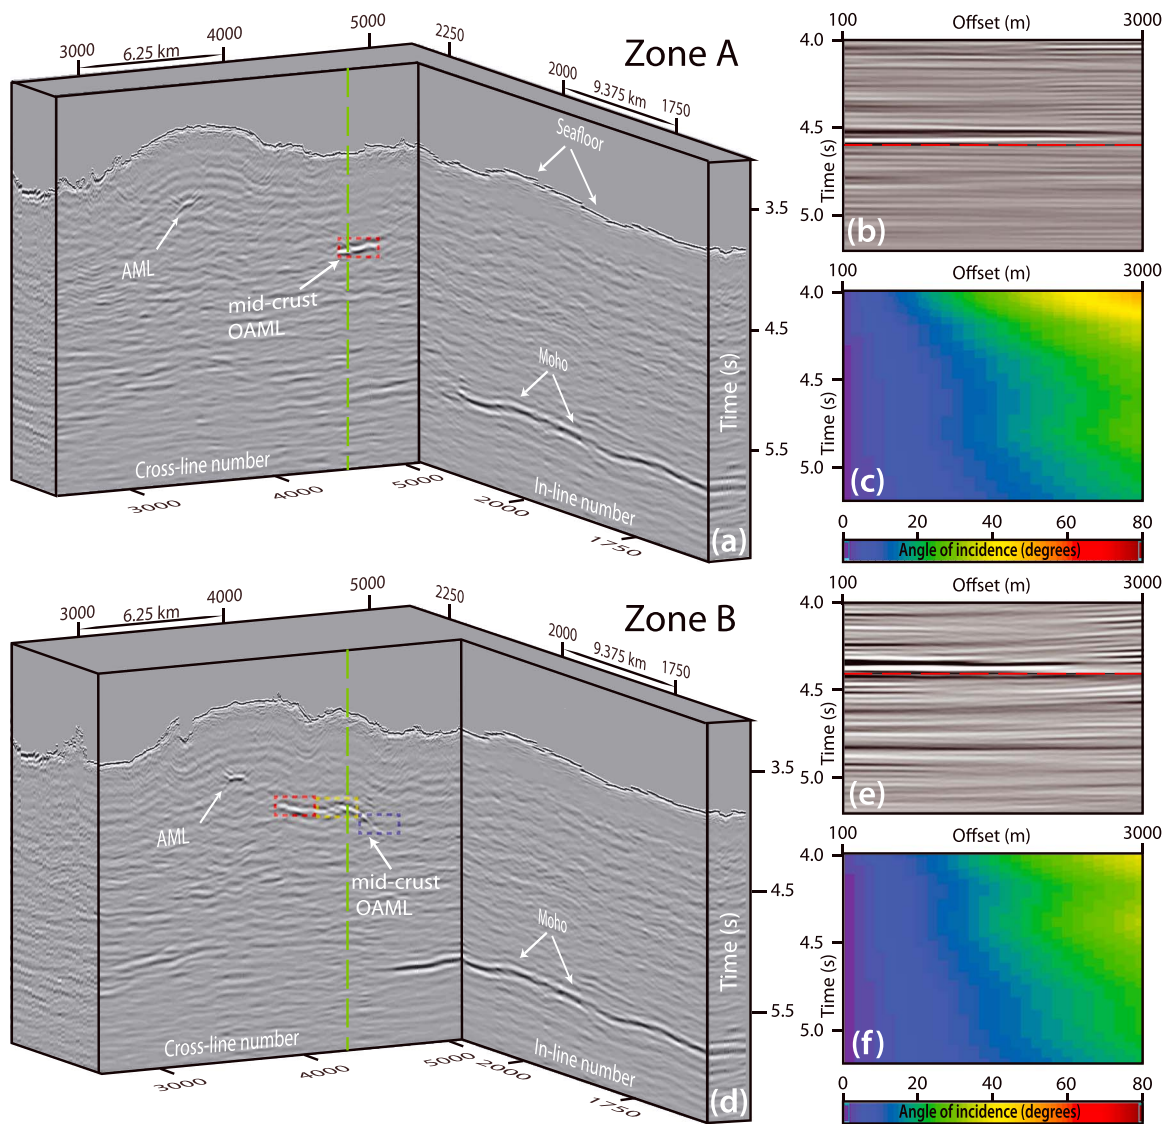 3000
6.25 km
4000
5000
2250
Zone A
2000
9.375 km
1750
Seafloor
AML
mid-crust
OAML
Moho
3.5
4.5
5.5
Time (s)
Cross-line number
In-line number
3000
4000
5000
2000
1750
(a)
100
Offset (m)
3000
4.0
4.5
5.0
Time (s)
(b)
100
Offset (m)
3000
4.0
4.5
5.0
Time (s)
(c)
0
20
40
60
80
Angle of incidence (degrees)
3000
6.25 km
4000
5000
2250
Zone B
2000
9.375 km
1750
AML
mid-crust
OAML
Moho
3.5
4.5
5.5
Time (s)
Cross-line number
In-line number
3000
4000
5000
2000
1750
(d)
100
Offset (m)
3000
4.0
4.5
5.0
Time (s)
(e)
100
Offset (m)
3000
4.0
4.5
5.0
Time (s)
(f)
0
20
40
60
80
Angle of incidence (degrees)